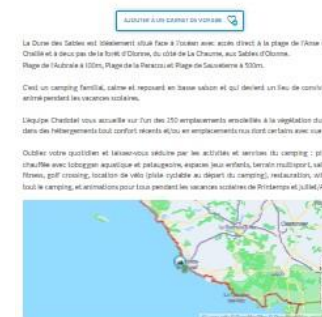 AJOUTER À UN CARNET DE VOYAGE
La Dune des Sables est idéalement situé face à l'océan avec accès direct à la plage de l'Anse
Chaillé et à deux pas de la forêt d'Olonne, du côté de La Chaume, aux Sables d'Olonne.
Plage de l'Aubraie à 100m, Plage de la Paracou et Plage de Sauveterre à 500m.
C'est un camping familial, calme et reposant en basse saison et qui devient un lieu de
animé pendant les vacances scolaires.
L'équipe Chadotel vous accueille sur l'un des 250 emplacements ensoleillés à la végétation du
dans des hébergements tout confort récents et/ou en emplacements nus dont certains avec vue
Oubliez votre quotidien et laissez-vous séduire par les activités et services du camping :
chauffée avec toboggan aquatique et pataugeoire, espaces jeux enfants, terrain multisport,
fitness, golf crossing, location de vélo (piste cyclable au départ du camping), restauration,
tout le camping, et animations pour tous pendant les vacances scolaires de Printemps et